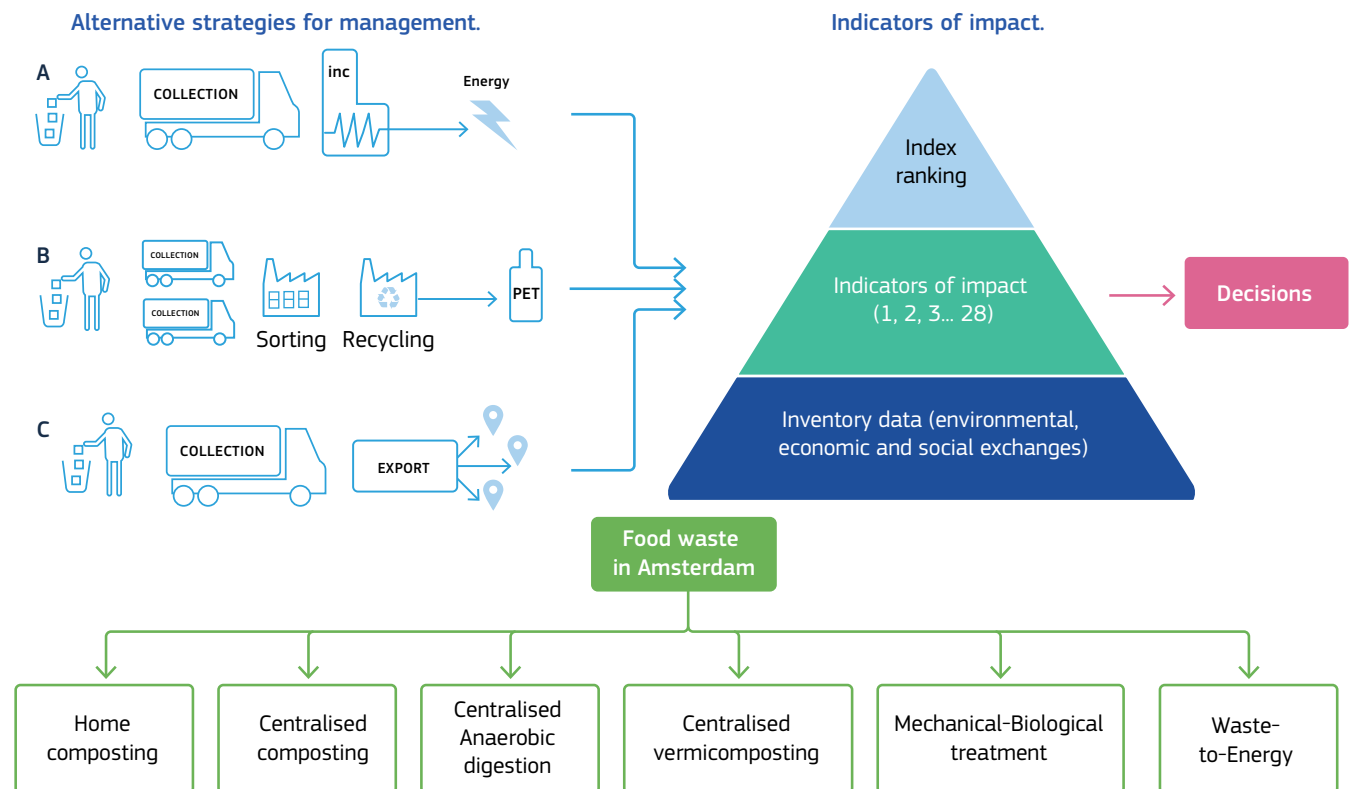 Alternative strategies for management.
Indicators of impact.
A
COLLECTION
inc
Energy
B
COLLECTION
COLLECTION
Sorting
Recycling
PET
C
COLLECTION
EXPORT
Index
ranking
Indicators of impact
(1, 2, 3... 28)
Inventory data (environmental,
economic and social exchanges)
Decisions
Food waste
in Amsterdam
Home
composting
Centralised
composting
Centralised
Anaerobic
digestion
Centralised
vermicomposting
Mechanical-Biological
treatment
Waste-
to-Energy